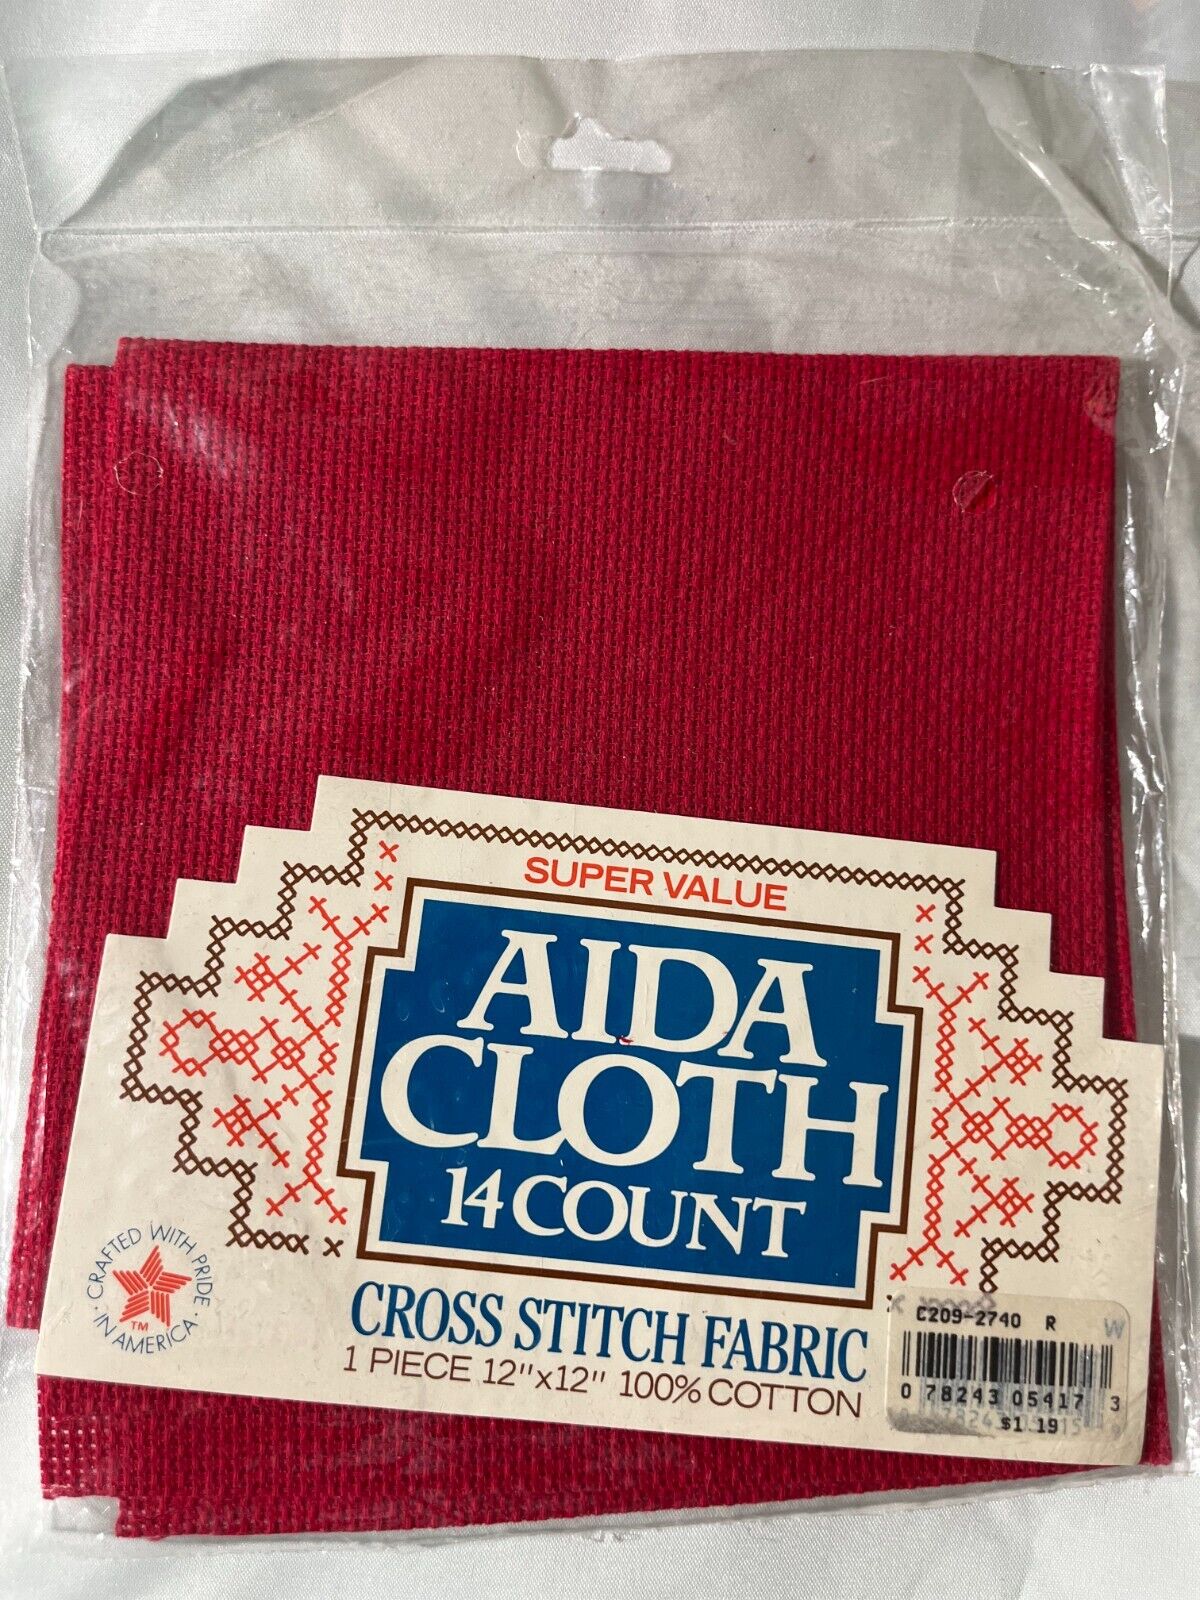 SUPER VALUE
AIDA
CLOTH
14 COUNT
CROSS STITCH FABRIC
1 PIECE 12"x12" 100% COTTON
CRAFTED WITH PRIDE
· IN AMERICA ·
TM
C209-2740 R W
0 78243 05417 3
$1.19